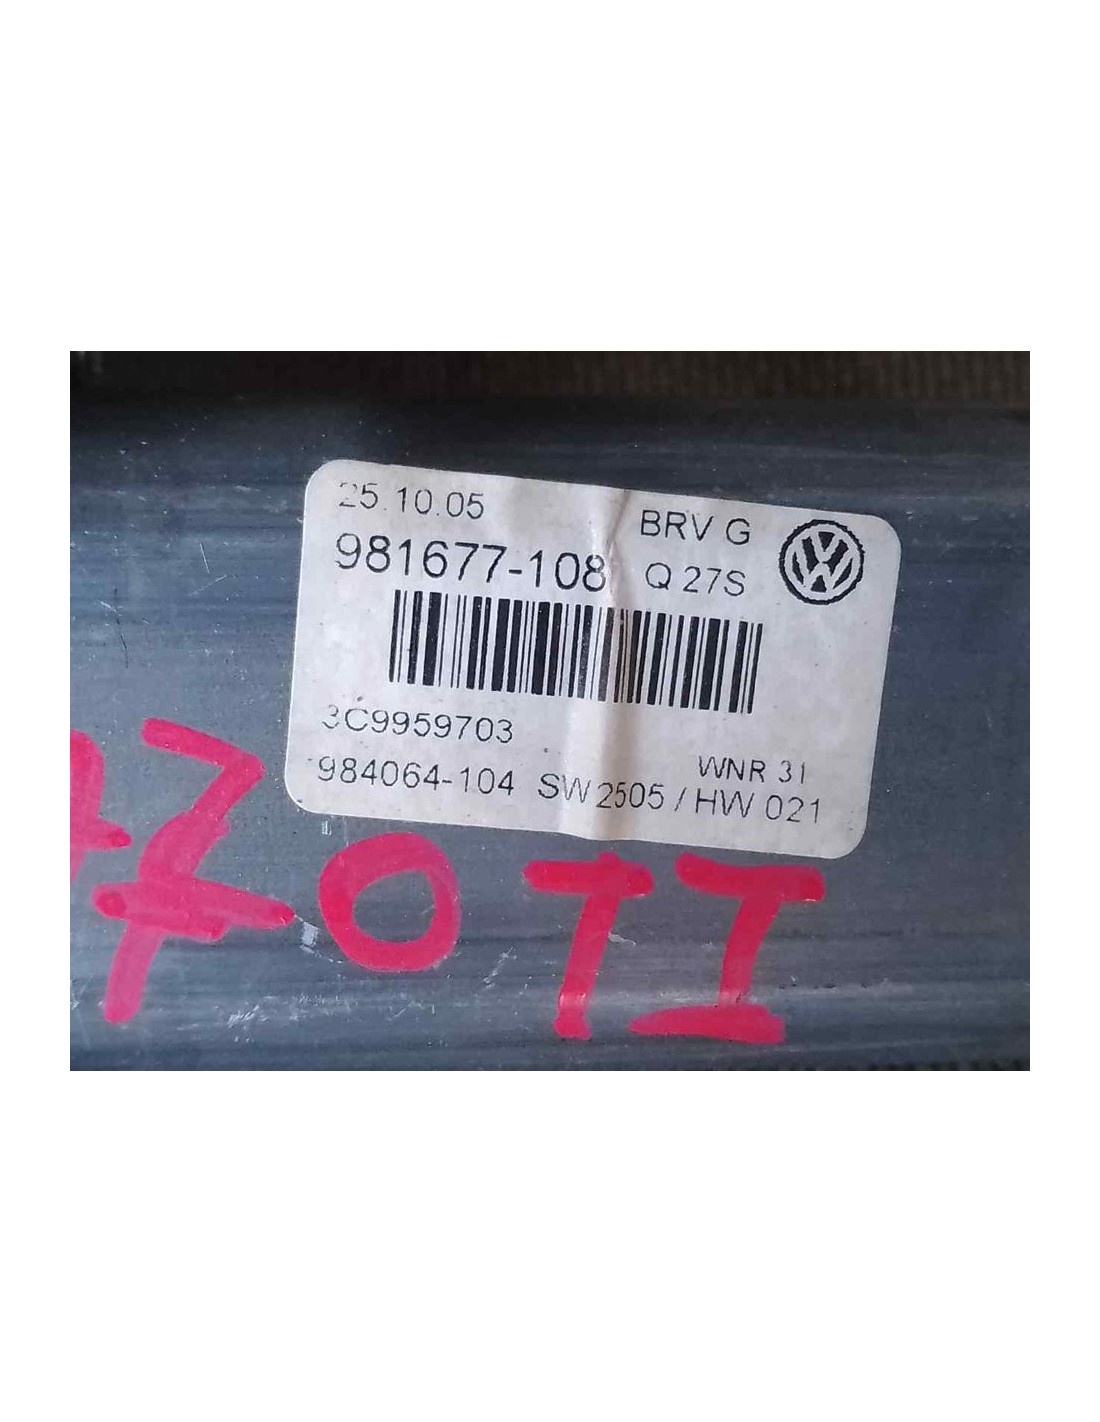 25.10.05
BRV G
981677-108
Q 27S
3C9959703
WNR 31
984064-104 SW 2505 / HW 021